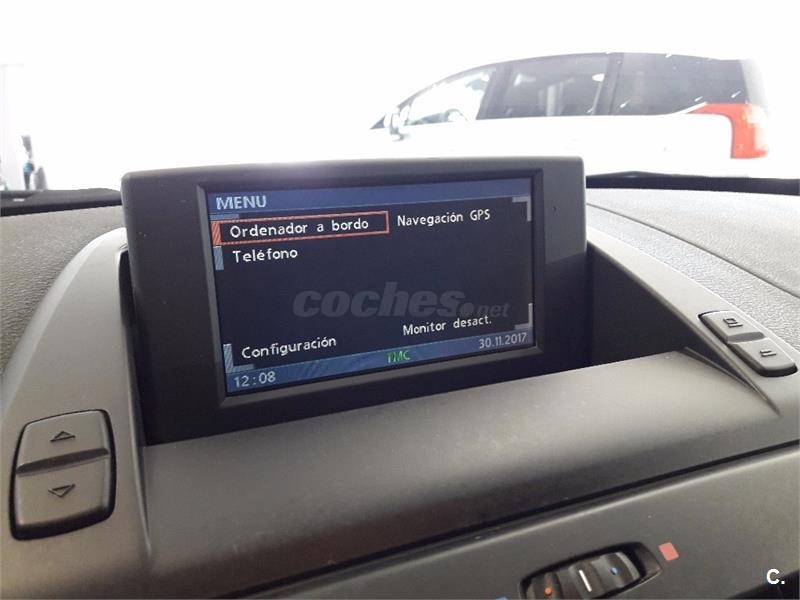 MENU
Ordenador a bordo Navegación GPS
Teléfono
coches.net
Configuración Monitor desact.
12:08 TMC 30.11.2017
C.